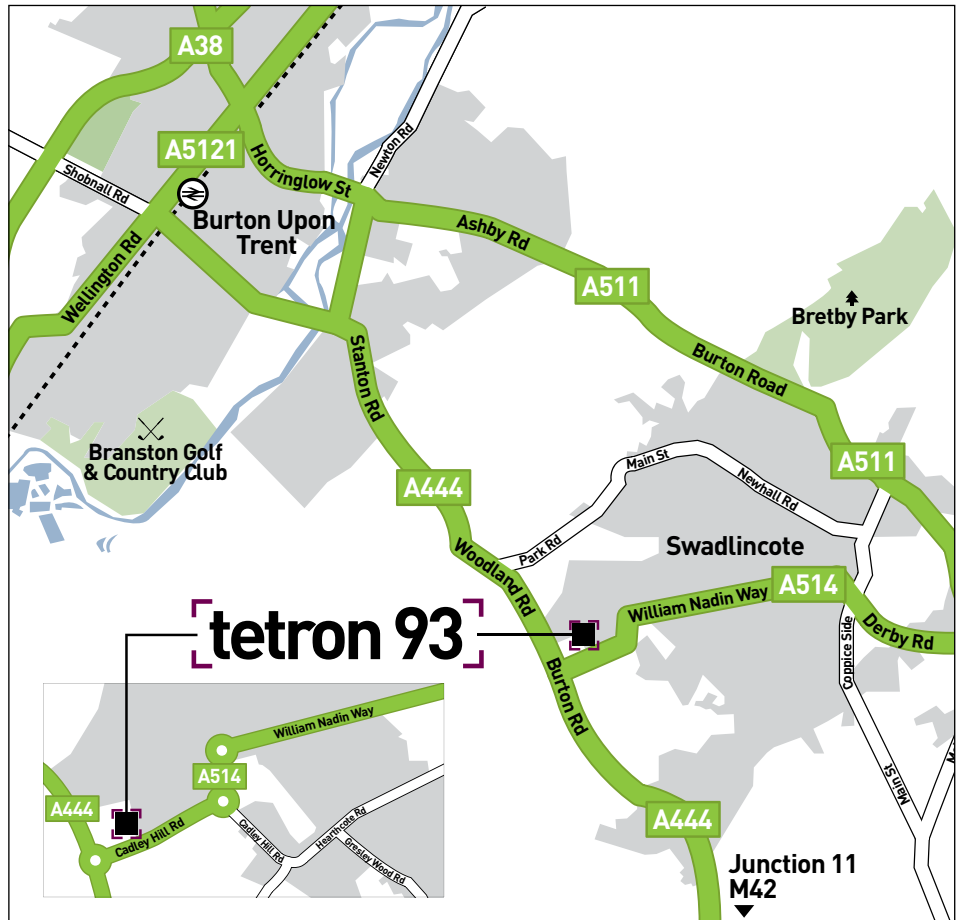 A38
A5121
Newton Rd
Horringlow St
Shobnall Rd
Burton Upon
Trent
Ashby Rd
Wellington Rd
A511
Bretby Park
Stanton Rd
Burton Road
Branston Golf
& Country Club
A511
A444
Main St
Newhall Rd
Park Rd
Swadlincote
Woodland Rd
A514
William Nadin Way
Derby Rd
tetron 93
Coppice Side
Burton Rd
William Nadin Way
A514
A444
Cadley Hill Rd
Cadley Hill Rd
Hearthcote Rd
Gresley Wood Rd
Main St
A444
Junction 11
M42